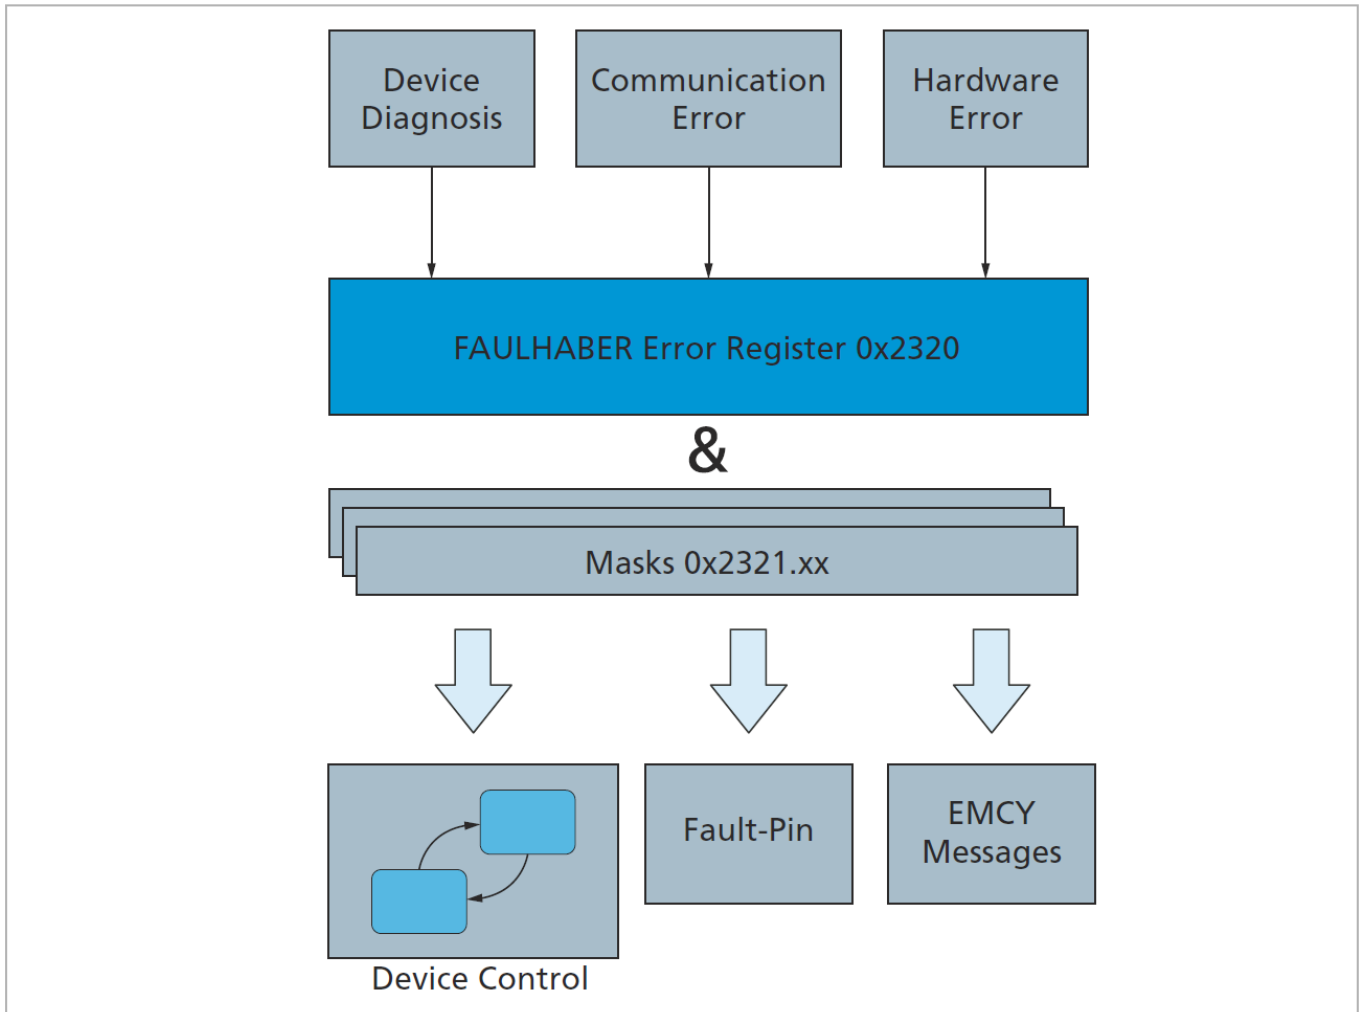 Device
Diagnosis
Communication
Error
Hardware
Error
FAULHABER Error Register 0x2320
&
Masks 0x2321.xx
Fault-Pin
EMCY
Messages
Device Control